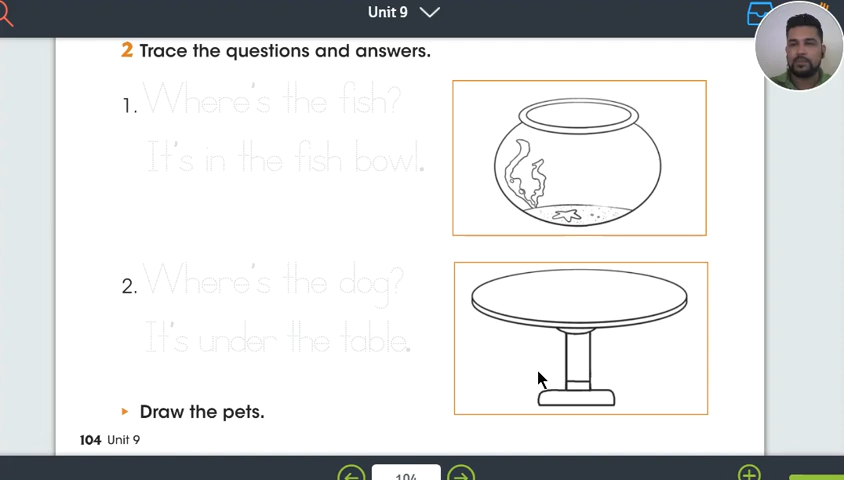 Unit 9
2 Trace the questions and answers.
1. Where's the fish?
It's in the fish bowl.
2. Where's the dog?
It's under the table.
▸ Draw the pets.
104 Unit 9
104